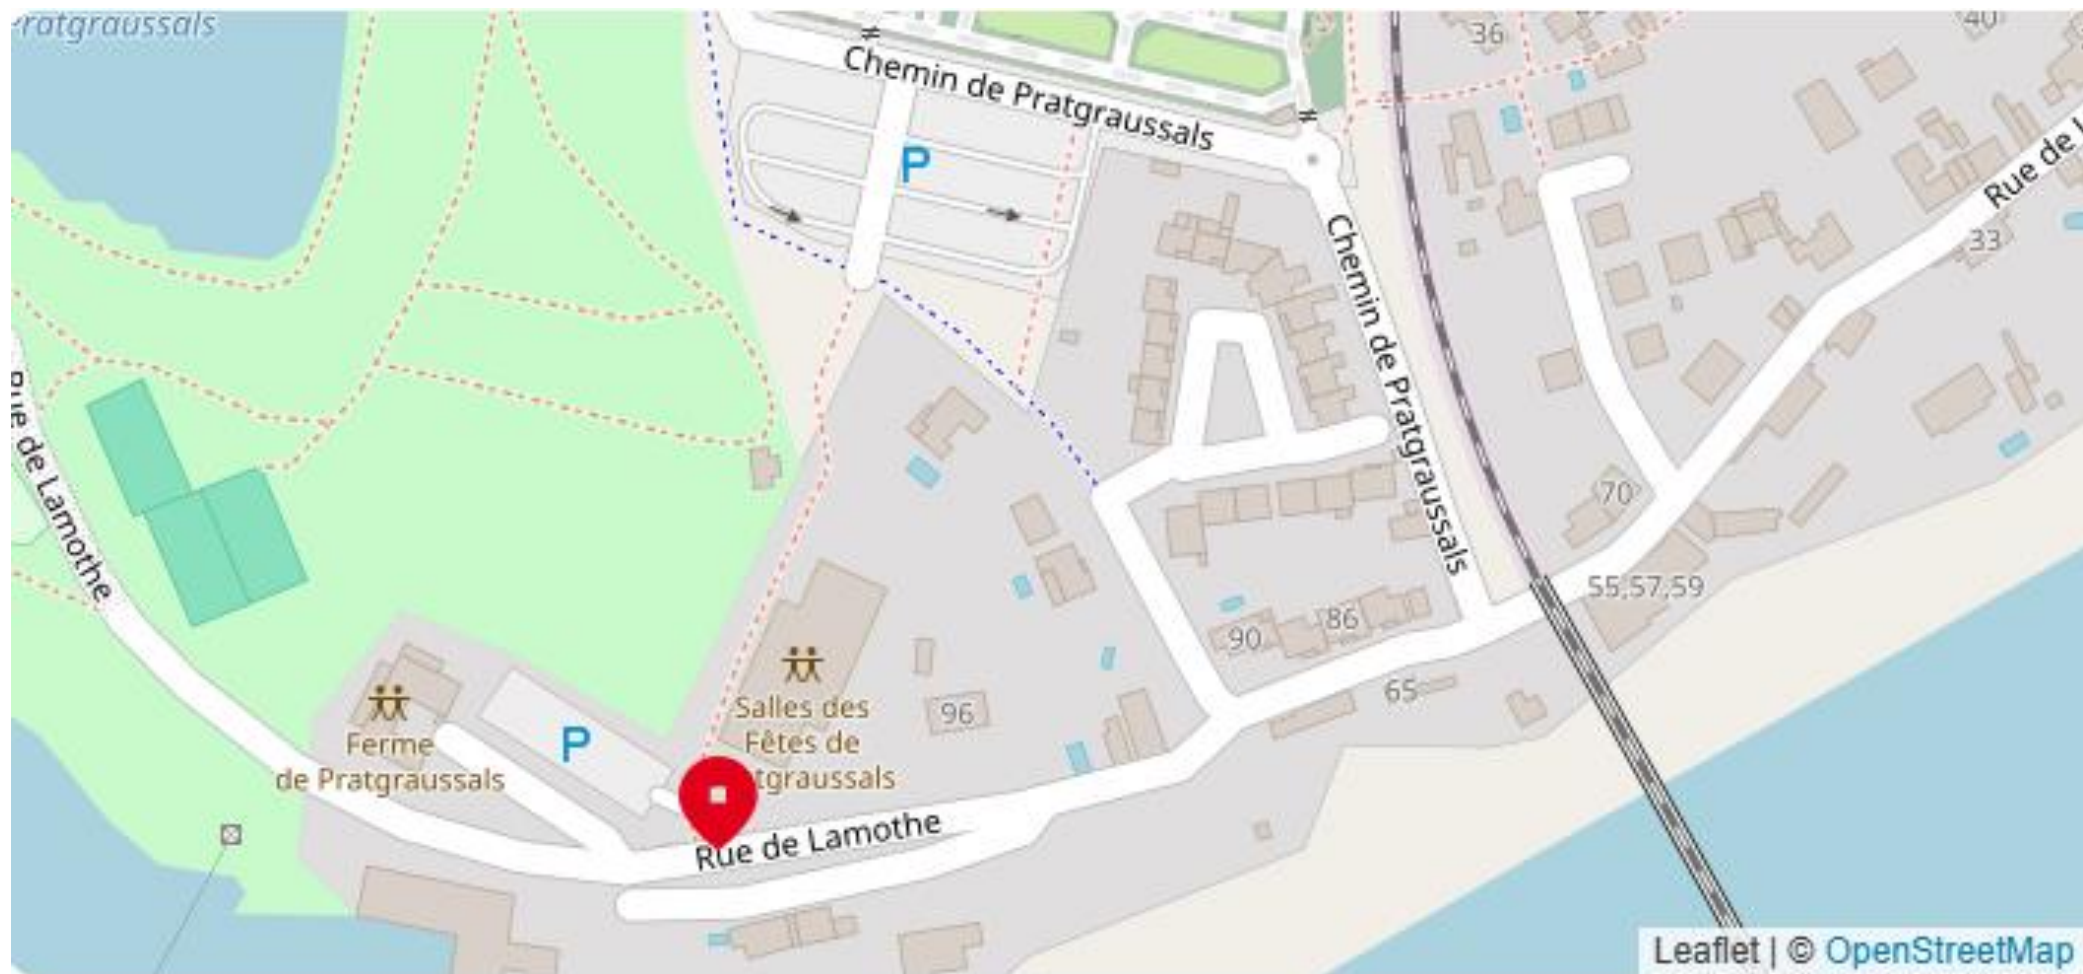 Pratgraussals
36
40
Chemin de Pratgraussals
P
Rue de L
33
Chemin de Pratgraussals
Rue de Lamothe
70
55,57,59
90
86
65
Salles des
Fêtes de
tgraussals
96
Ferme
de Pratgraussals
P
Rue de Lamothe
Leaflet | © OpenStreetMap